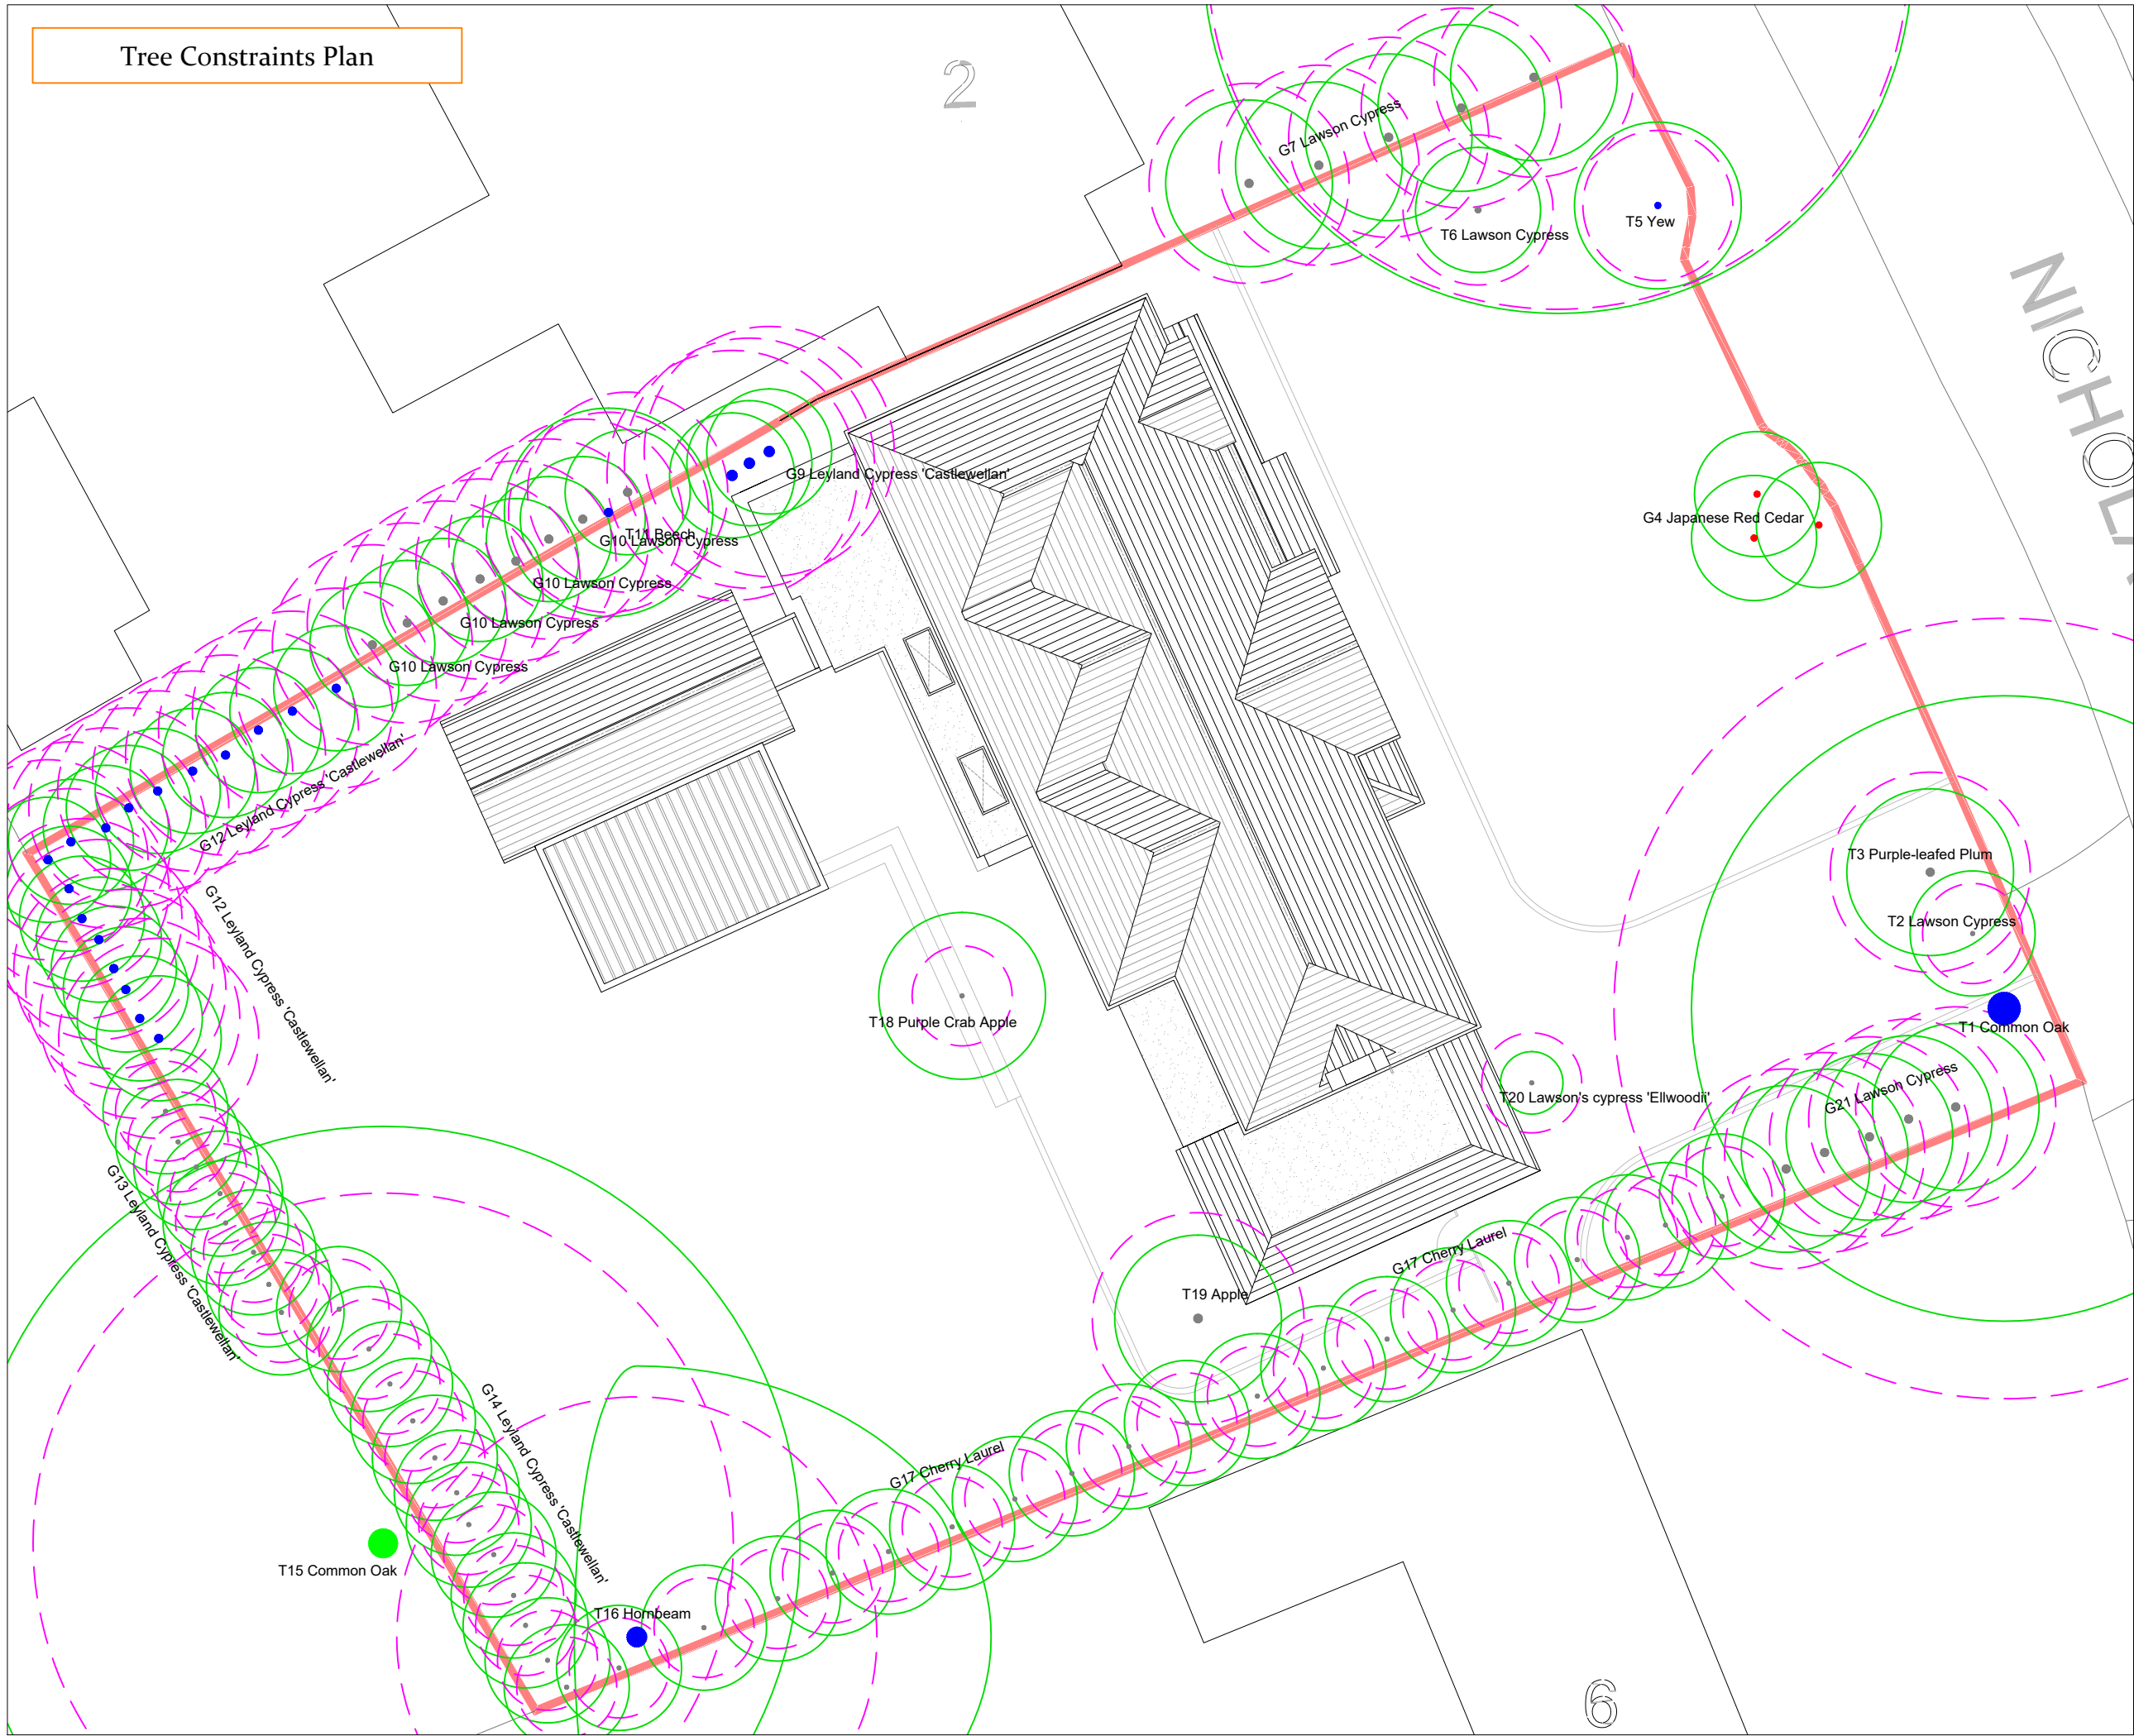 Tree Constraints Plan
2
G7 Lawson Cypress
T6 Lawson Cypress
T5 Yew
G9 Leyland Cypress 'Castlewellan'
G4 Japanese Red Cedar
T11 Beech
G10 Lawson Cypress
G10 Lawson Cypress
G10 Lawson Cypress
G10 Lawson Cypress
G12 Leyland Cypress 'Castlewellan'
G12 Leyland Cypress 'Castlewellan'
T3 Purple-leafed Plum
T2 Lawson Cypress
T18 Purple Crab Apple
T1 Common Oak
T20 Lawson's cypress 'Ellwoodii'
G21 Lawson Cypress
G13 Leyland Cypress 'Castlewellan'
G17 Cherry Laurel
T19 Apple
G14 Leyland Cypress 'Castlewellan'
G17 Cherry Laurel
T15 Common Oak
T16 Hornbeam
6